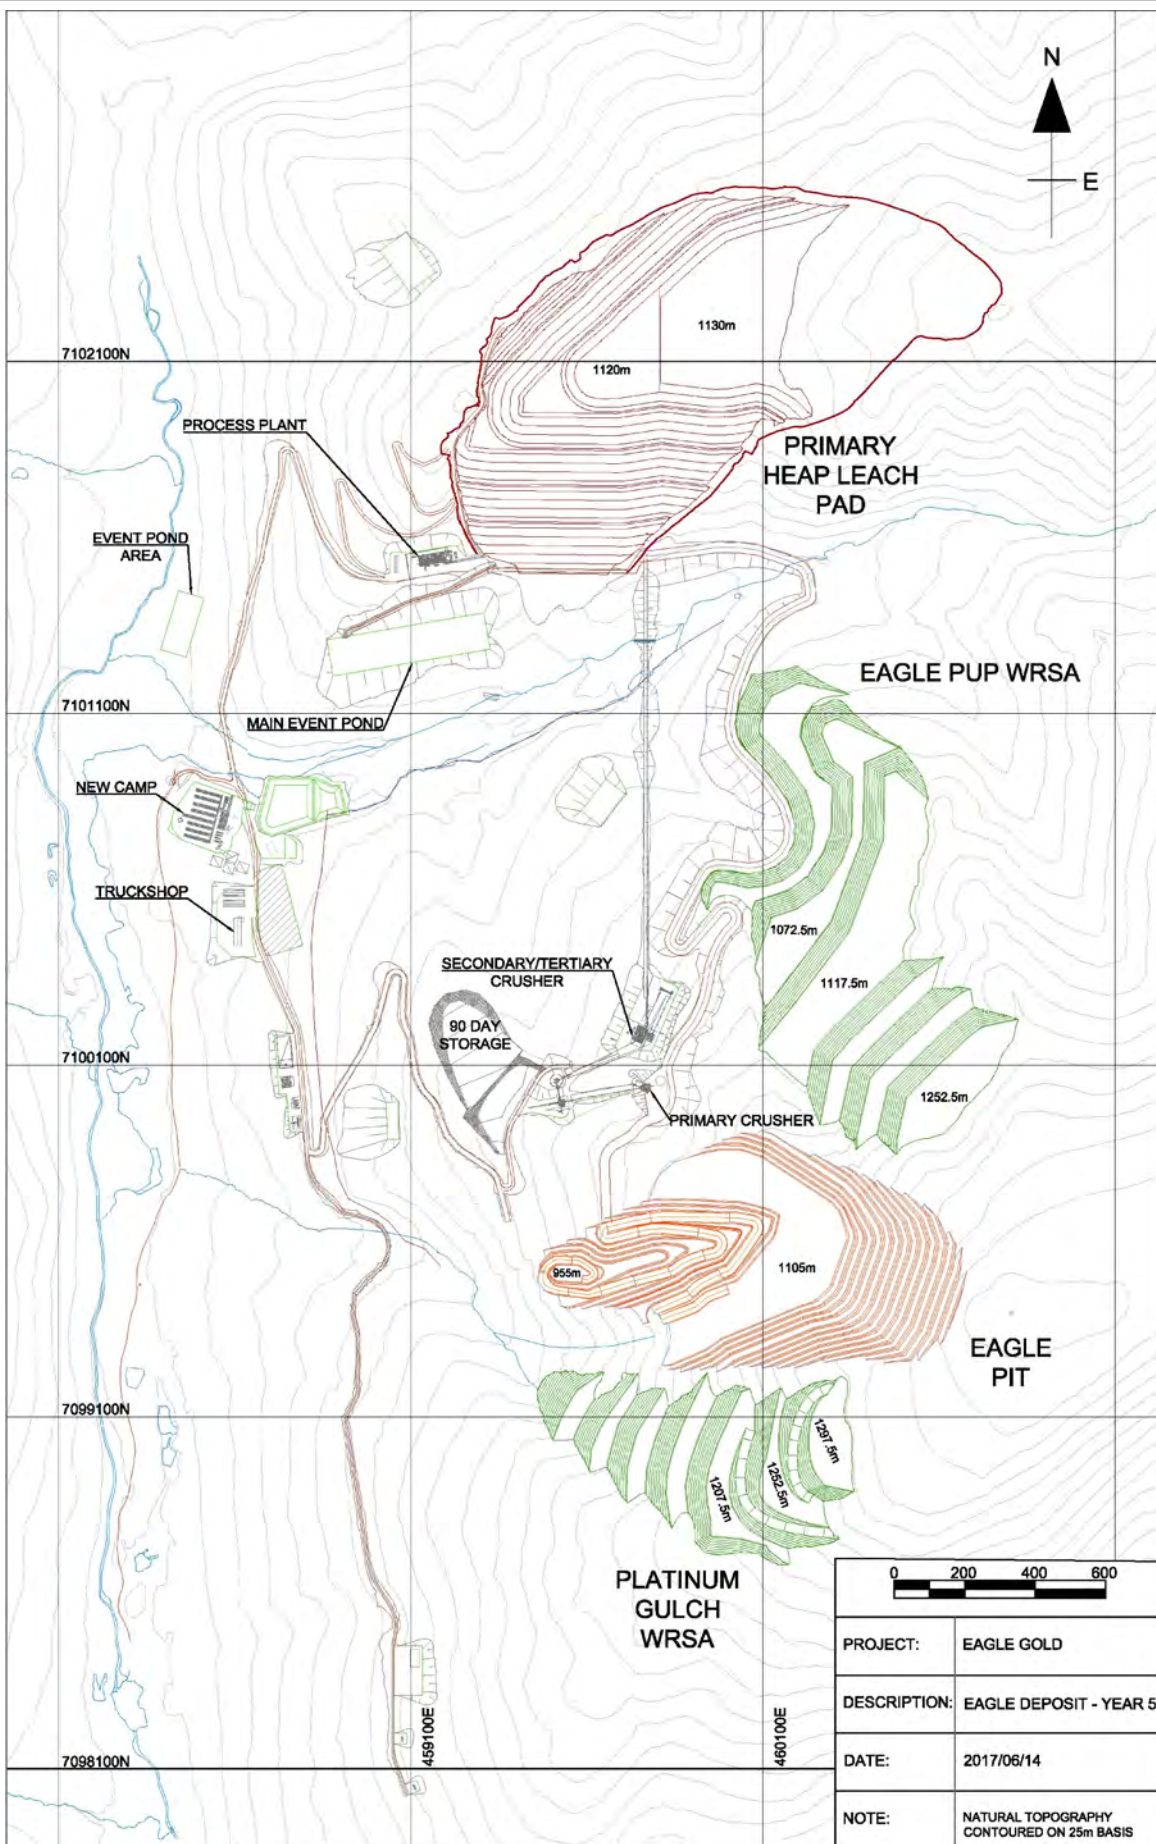 N
E
1130m
7102100N
1120m
PROCESS PLANT
PRIMARY
HEAP LEACH
PAD
EVENT POND
AREA
EAGLE PUP WRSA
7101100N
MAIN EVENT POND
NEW CAMP
TRUCKSHOP
1072.5m
SECONDARY/TERTIARY
CRUSHER
1117.5m
90 DAY
STORAGE
7100100N
1252.5m
PRIMARY CRUSHER
955m
1105m
EAGLE
PIT
7099100N
1297.5m
1252.5m
1207.5m
PLATINUM
GULCH
WRSA
0 200 400 600
PROJECT: EAGLE GOLD
DESCRIPTION: EAGLE DEPOSIT - YEAR 5
459100E
460100E
7098100N
DATE: 2017/06/14
NOTE: NATURAL TOPOGRAPHY
CONTOURED ON 25m BASIS